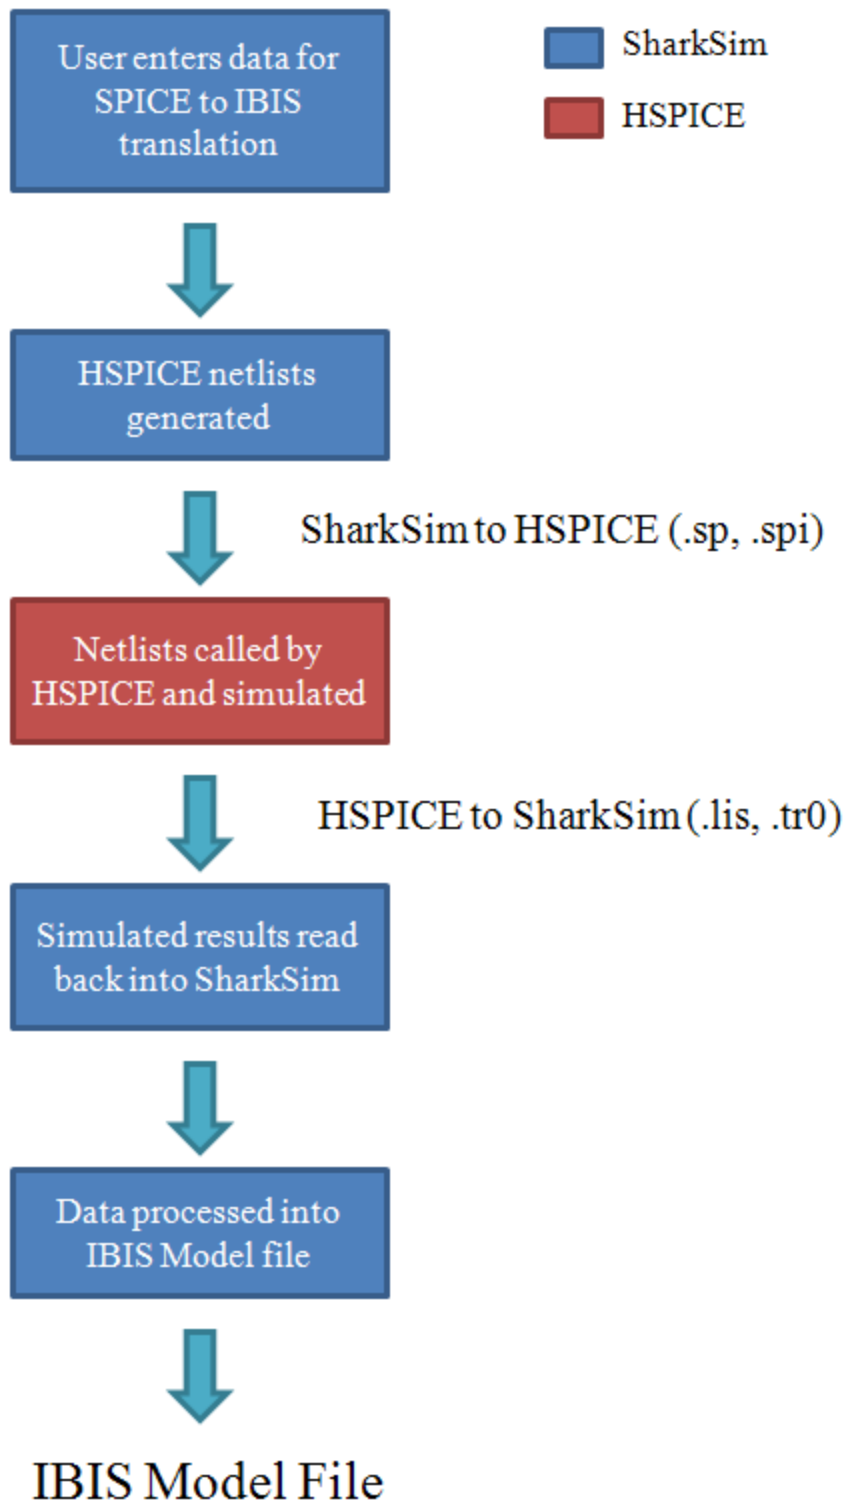 User enters data for
SPICE to IBIS
translation
SharkSim
HSPICE
HSPICE netlists
generated
SharkSim to HSPICE (.sp, .spi)
Netlists called by
HSPICE and simulated
HSPICE to SharkSim (.lis, .tr0)
Simulated results read
back into SharkSim
Data processed into
IBIS Model file
IBIS Model File